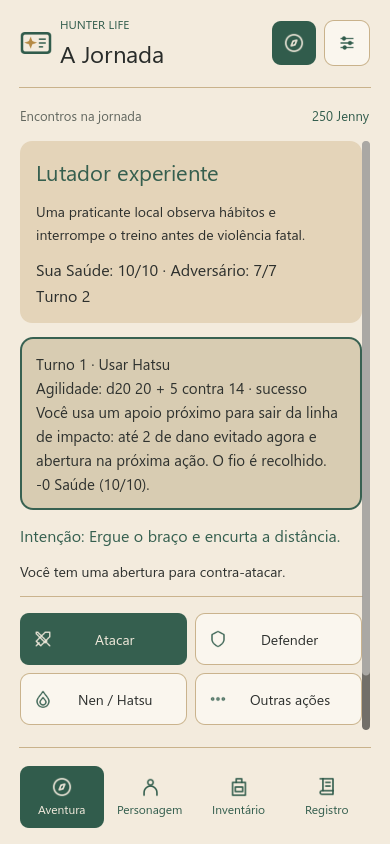 HUNTER LIFE
A Jornada
Encontros na jornada
250 Jenny
Lutador experiente
Uma praticante local observa hábitos e
interrompe o treino antes de violência fatal.
Sua Saúde: 10/10 · Adversário: 7/7
Turno 2
Turno 1 · Usar Hatsu
Agilidade: d20 20 + 5 contra 14 · sucesso
Você usa um apoio próximo para sair da linha
de impacto: até 2 de dano evitado agora e
abertura na próxima ação. O fio é recolhido.
-0 Saúde (10/10).
Intenção: Ergue o braço e encurta a distância.
Você tem uma abertura para contra-atacar.
Atacar
Defender
Nen / Hatsu
Outras ações
Aventura
Personagem
Inventário
Registro